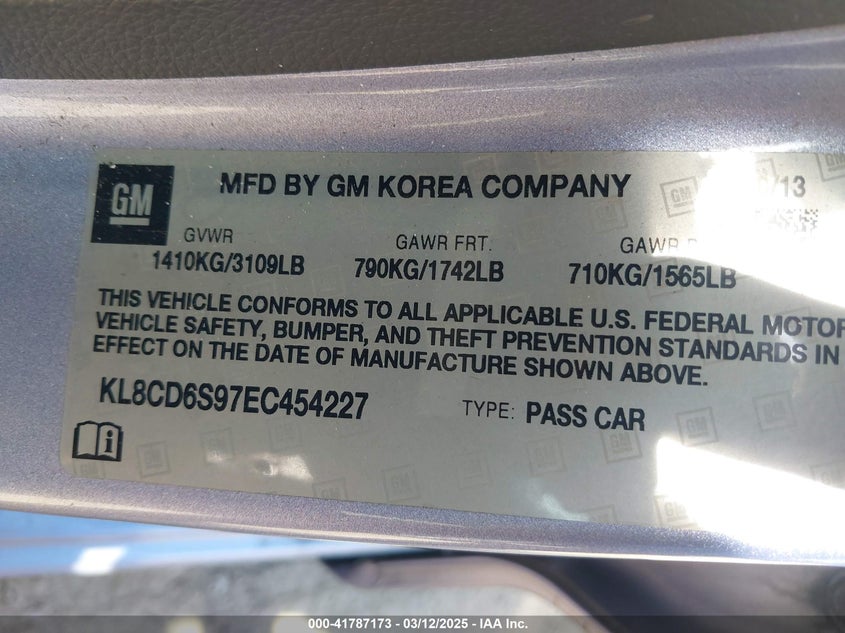 GM MFD BY GM KOREA COMPANY /13
GVWR GAWR FRT. GAWR
1410KG/3109LB 790KG/1742LB 710KG/1565LB
THIS VEHICLE CONFORMS TO ALL APPLICABLE U.S. FEDERAL MOTOR
VEHICLE SAFETY, BUMPER, AND THEFT PREVENTION STANDARDS IN
EFFECT ON THE DATE OF MANUFACTURE SHOWN ABOVE.
KL8CD6S97EC454227 TYPE: PASS CAR
000-41787173 — 03/12/2025 — IAA Inc.